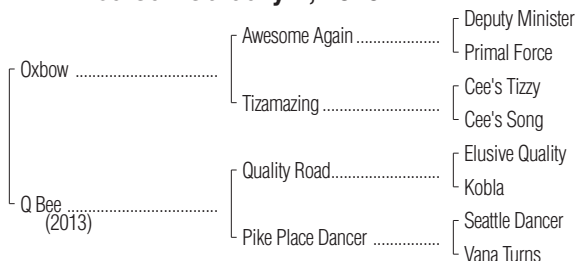 Deputy Minister
Awesome Again ....................
Primal Force
Oxbow ..................................
Cee's Tizzy
Tizamazing ............................
Cee's Song
Elusive Quality
Quality Road..........................
Kobla
Q Bee ....................................
(2013)
Seattle Dancer
Pike Place Dancer ................
Vana Turns